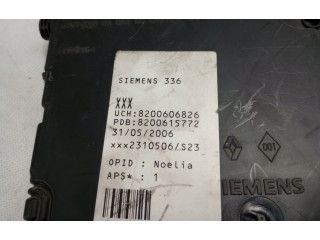 SIEMENS 336
XXX
UCH:8200606826
PDB:8200615772
31/05/2006
xxx2310506/.S23
OPID : Noelia
APS* : 1
001
SIEMENS